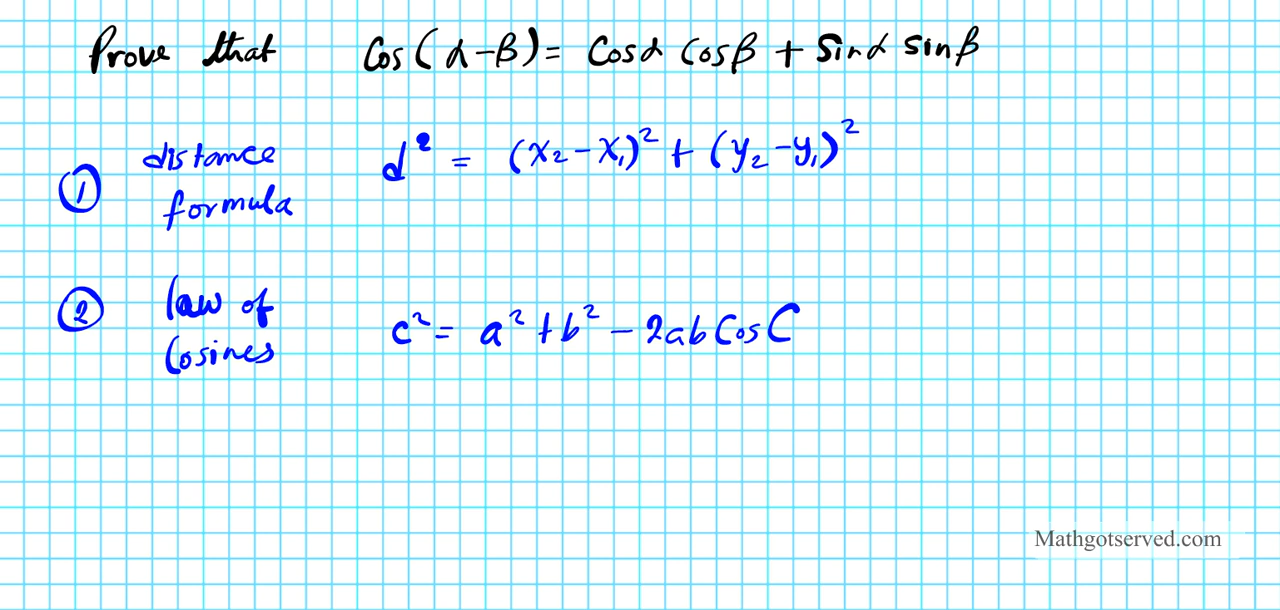 Prove that Cos(α-β)= Cosα Cosβ + Sinα sinβ
① distance formula d² = (x₂-x₁)² + (y₂-y₁)²
② law of Cosines c² = a² + b² - 2ab Cos C
Mathgotserved.com